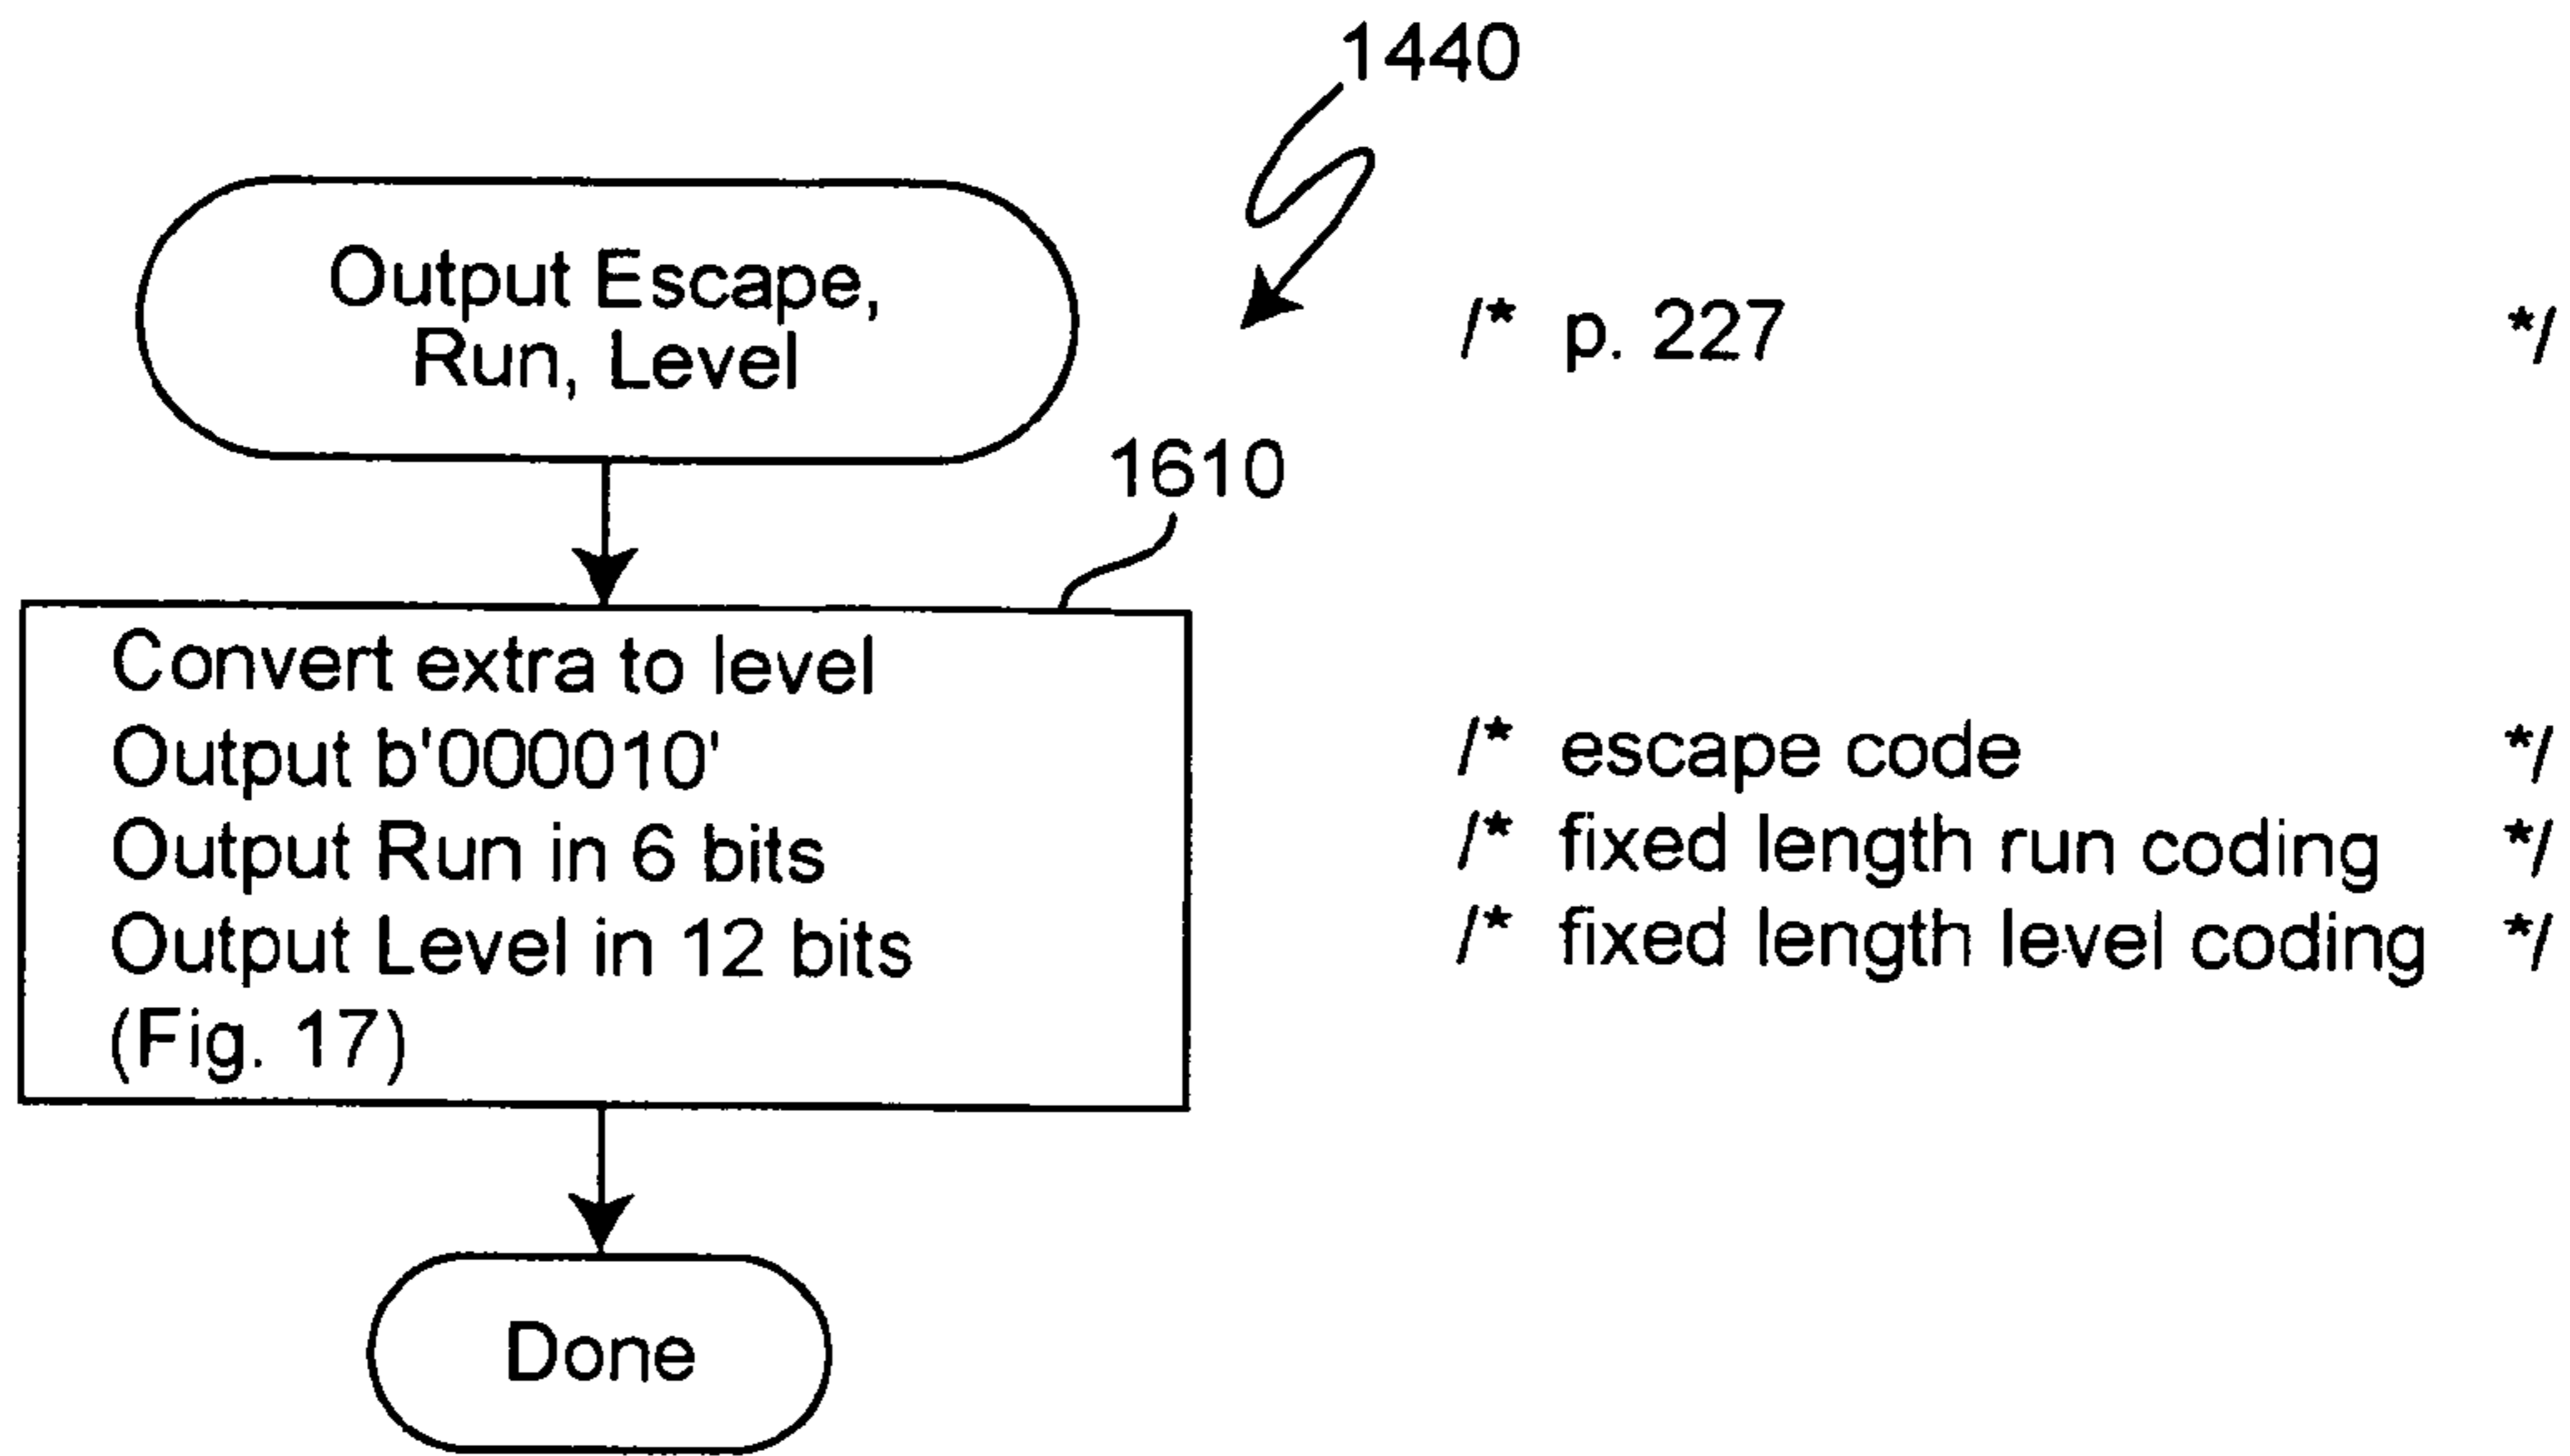 1440
Output Escape,
Run, Level
/* p. 227 */
1610
Convert extra to level
Output b'000010' /* escape code */
Output Run in 6 bits /* fixed length run coding */
Output Level in 12 bits /* fixed length level coding */
(Fig. 17)
Done